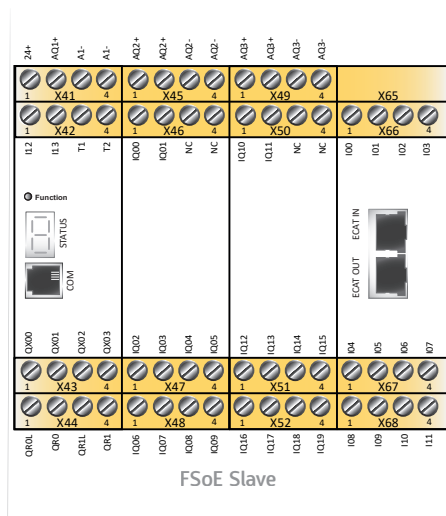 24+ AQ1+ A1- A1- AQ2+ AQ2+ AQ2- AQ2- AQ3+ AQ3+ AQ3- AQ3-
1 X41 4 1 X45 4 1 X49 4 X65
1 X42 4 1 X46 4 1 X50 4 1 X66 4
I12 I13 T1 T2 IQ00 IQ01 NC NC IQ10 IQ11 NC NC I00 I01 I02 I03
Function
STATUS
COM
ECAT IN
ECAT OUT
QX00 QX01 QX02 QX03 IQ02 IQ03 IQ04 IQ05 IQ12 IQ13 IQ14 IQ15 I04 I05 I06 I07
1 X43 4 1 X47 4 1 X51 4 1 X67 4
1 X44 4 1 X48 4 1 X52 4 1 X68 4
QR0L QR0 QR1L QR1 IQ06 IQ07 IQ08 IQ09 IQ16 IQ17 IQ18 IQ19 I08 I09 I10 I11
FSoE Slave